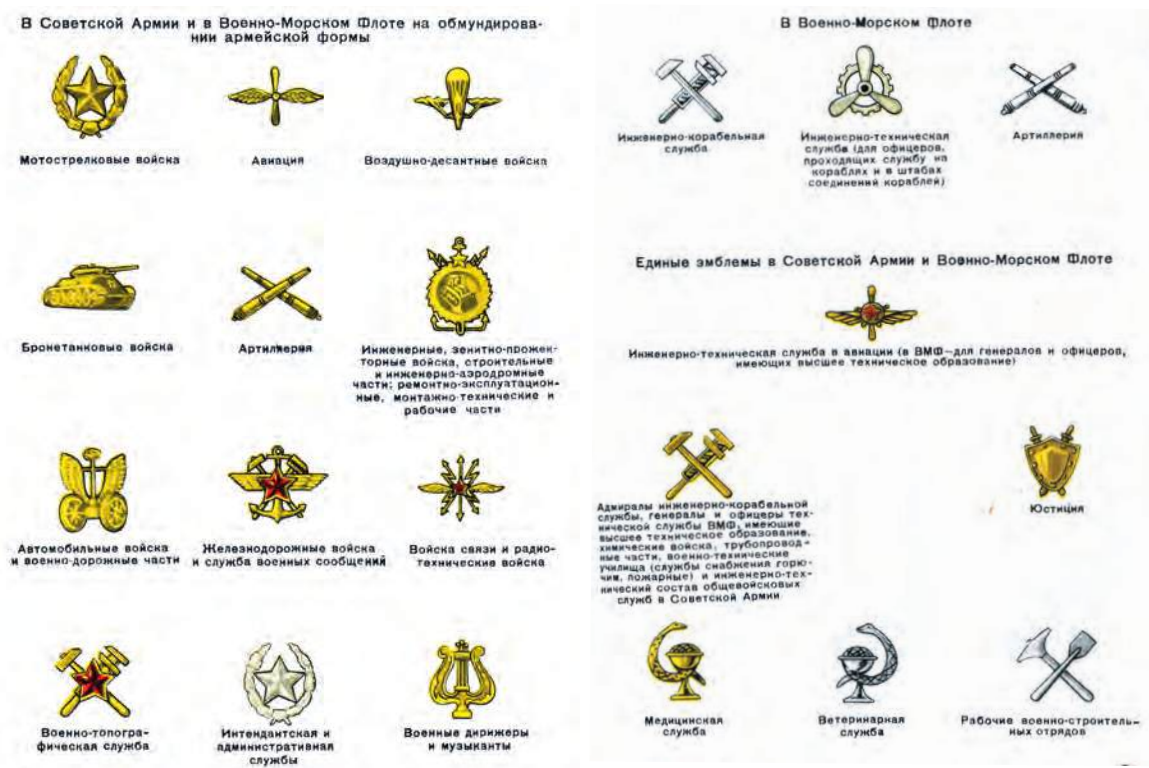 В Советской Армии и в Военно-Морском Флоте на обмундирова-
нии армейской формы
Мотострелковые войска
Авиация
Воздушно-десантные войска
Бронетанковые войска
Артиллерия
Инженерные, зенитно-прожек-
торные войска, строительные
и инженерно-аэродромные
части; ремонтно-эксплуатацион-
ные, монтажно-технические и
рабочие части
Автомобильные войска
и военно-дорожные части
Железнодорожные войска
и служба военных сообщений
Войска связи и радио-
технические войска
Военно-топогра-
фическая служба
Интендантская и
административная
службы
Военные дирижеры
и музыканты
В Военно-Морском Флоте
Инженерно-корабельная
служба
Инженерно-техническая
служба (для офицеров,
проходящих службу на
кораблях и в штабах
соединений кораблей)
Артиллерия
Единые эмблемы в Советской Армии и Военно-Морском Флоте
Инженерно-техническая служба в авиации (в ВМФ—для генералов и офицеров,
имеющих высшее техническое образование)
Адмиралы инженерно-корабельной
службы, генералы и офицеры тех-
нической службы ВМФ, имеющие
высшее техническое образование,
химические войска, трубопровод-
ные части, военно-технические
училища (службы снабжения горю-
чим, пожарные) и инженерно-тех-
нический состав общевойсковых
служб в Советской Армии
Юстиция
Медицинская
служба
Ветеринарная
служба
Рабочие военно-строитель-
ных отрядов